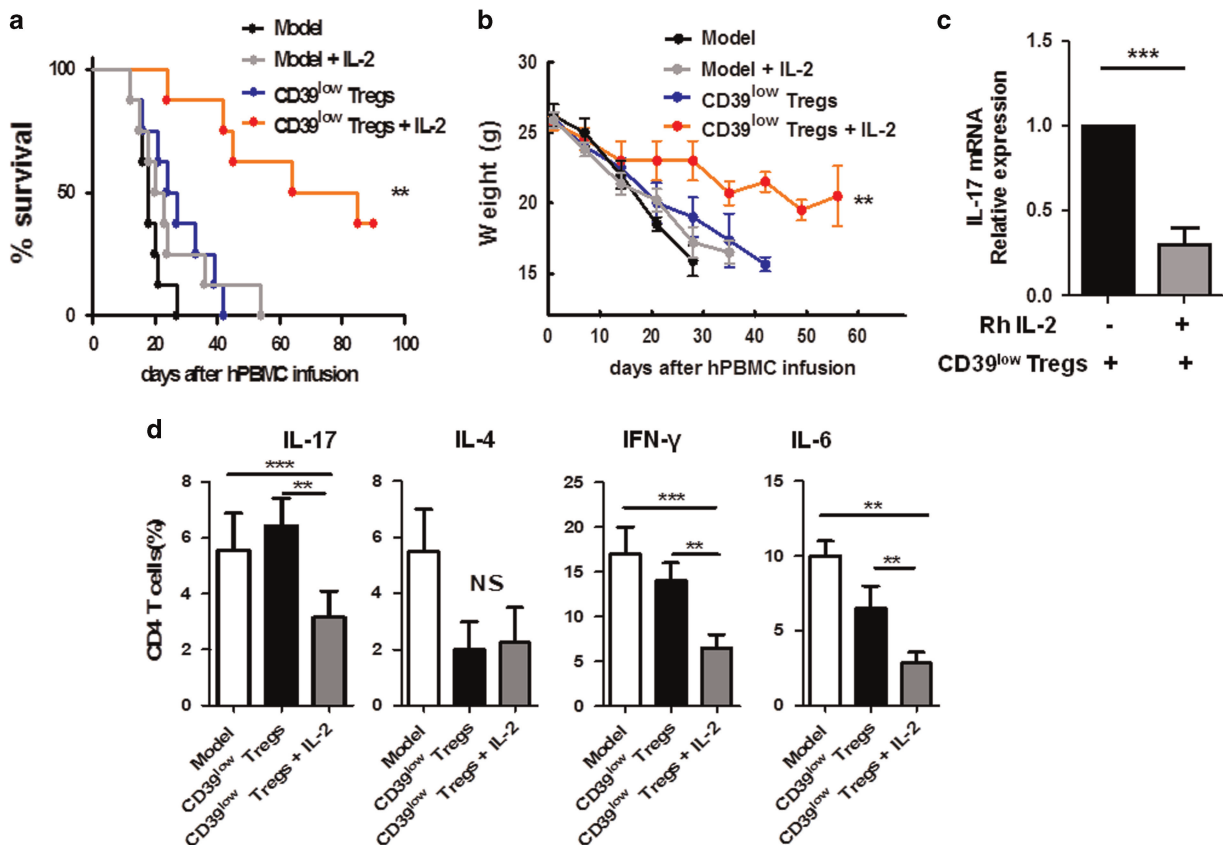 a
Model
Model + IL-2
CD39low Tregs
CD39low Tregs + IL-2
% survival
100
50
0
**
0 20 40 60 80 100
days after hPBMC infusion
b
Model
Model + IL-2
CD39low Tregs
CD39low Tregs + IL-2
Weight (g)
30
25
20
15
**
0 10 20 30 40 50 60
days after hPBMC infusion
c
IL-17 mRNA
Relative expression
1.5
1.0
0.5
0.0
***
Rh IL-2 - +
CD39low Tregs + +
d
IL-17
CD4 T cells(%)
8
6
4
2
0
***
**
Model
CD39low Tregs
CD39low Tregs + IL-2
IL-4
8
6
4
2
0
NS
Model
CD39low Tregs
CD39low Tregs + IL-2
IFN-γ
25
20
15
10
5
0
***
**
Model
CD39low Tregs
CD39low Tregs + IL-2
IL-6
15
10
5
0
**
**
Model
CD39low Tregs
CD39low Tregs + IL-2